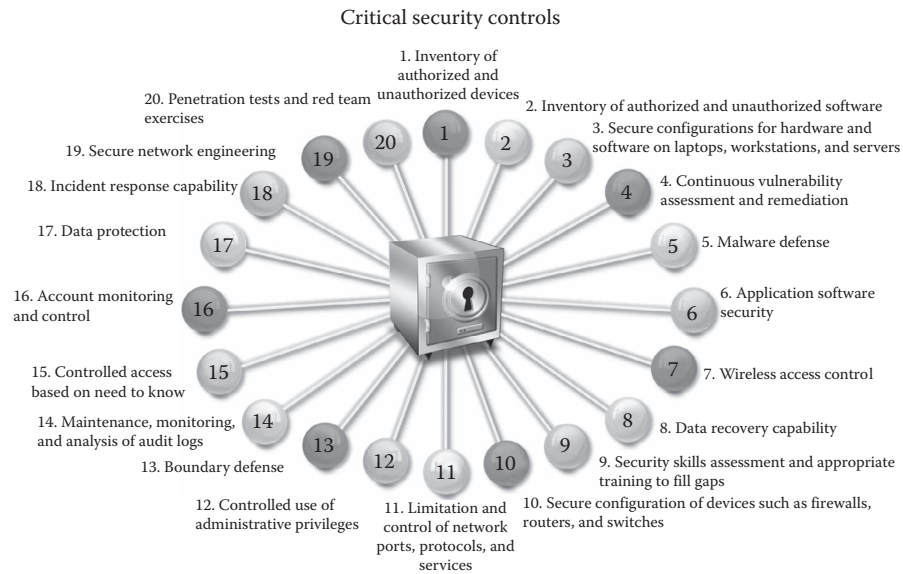 Critical security controls
1. Inventory of
authorized and
unauthorized devices
2. Inventory of authorized and unauthorized software
3. Secure configurations for hardware and
software on laptops, workstations, and servers
4. Continuous vulnerability
assessment and remediation
5. Malware defense
6. Application software
security
7. Wireless access control
8. Data recovery capability
9. Security skills assessment and appropriate
training to fill gaps
10. Secure configuration of devices such as firewalls,
routers, and switches
11. Limitation and
control of network
ports, protocols, and
services
12. Controlled use of
administrative privileges
13. Boundary defense
14. Maintenance, monitoring,
and analysis of audit logs
15. Controlled access
based on need to know
16. Account monitoring
and control
17. Data protection
18. Incident response capability
19. Secure network engineering
20. Penetration tests and red team
exercises
1
2
3
4
5
6
7
8
9
10
11
12
13
14
15
16
17
18
19
20